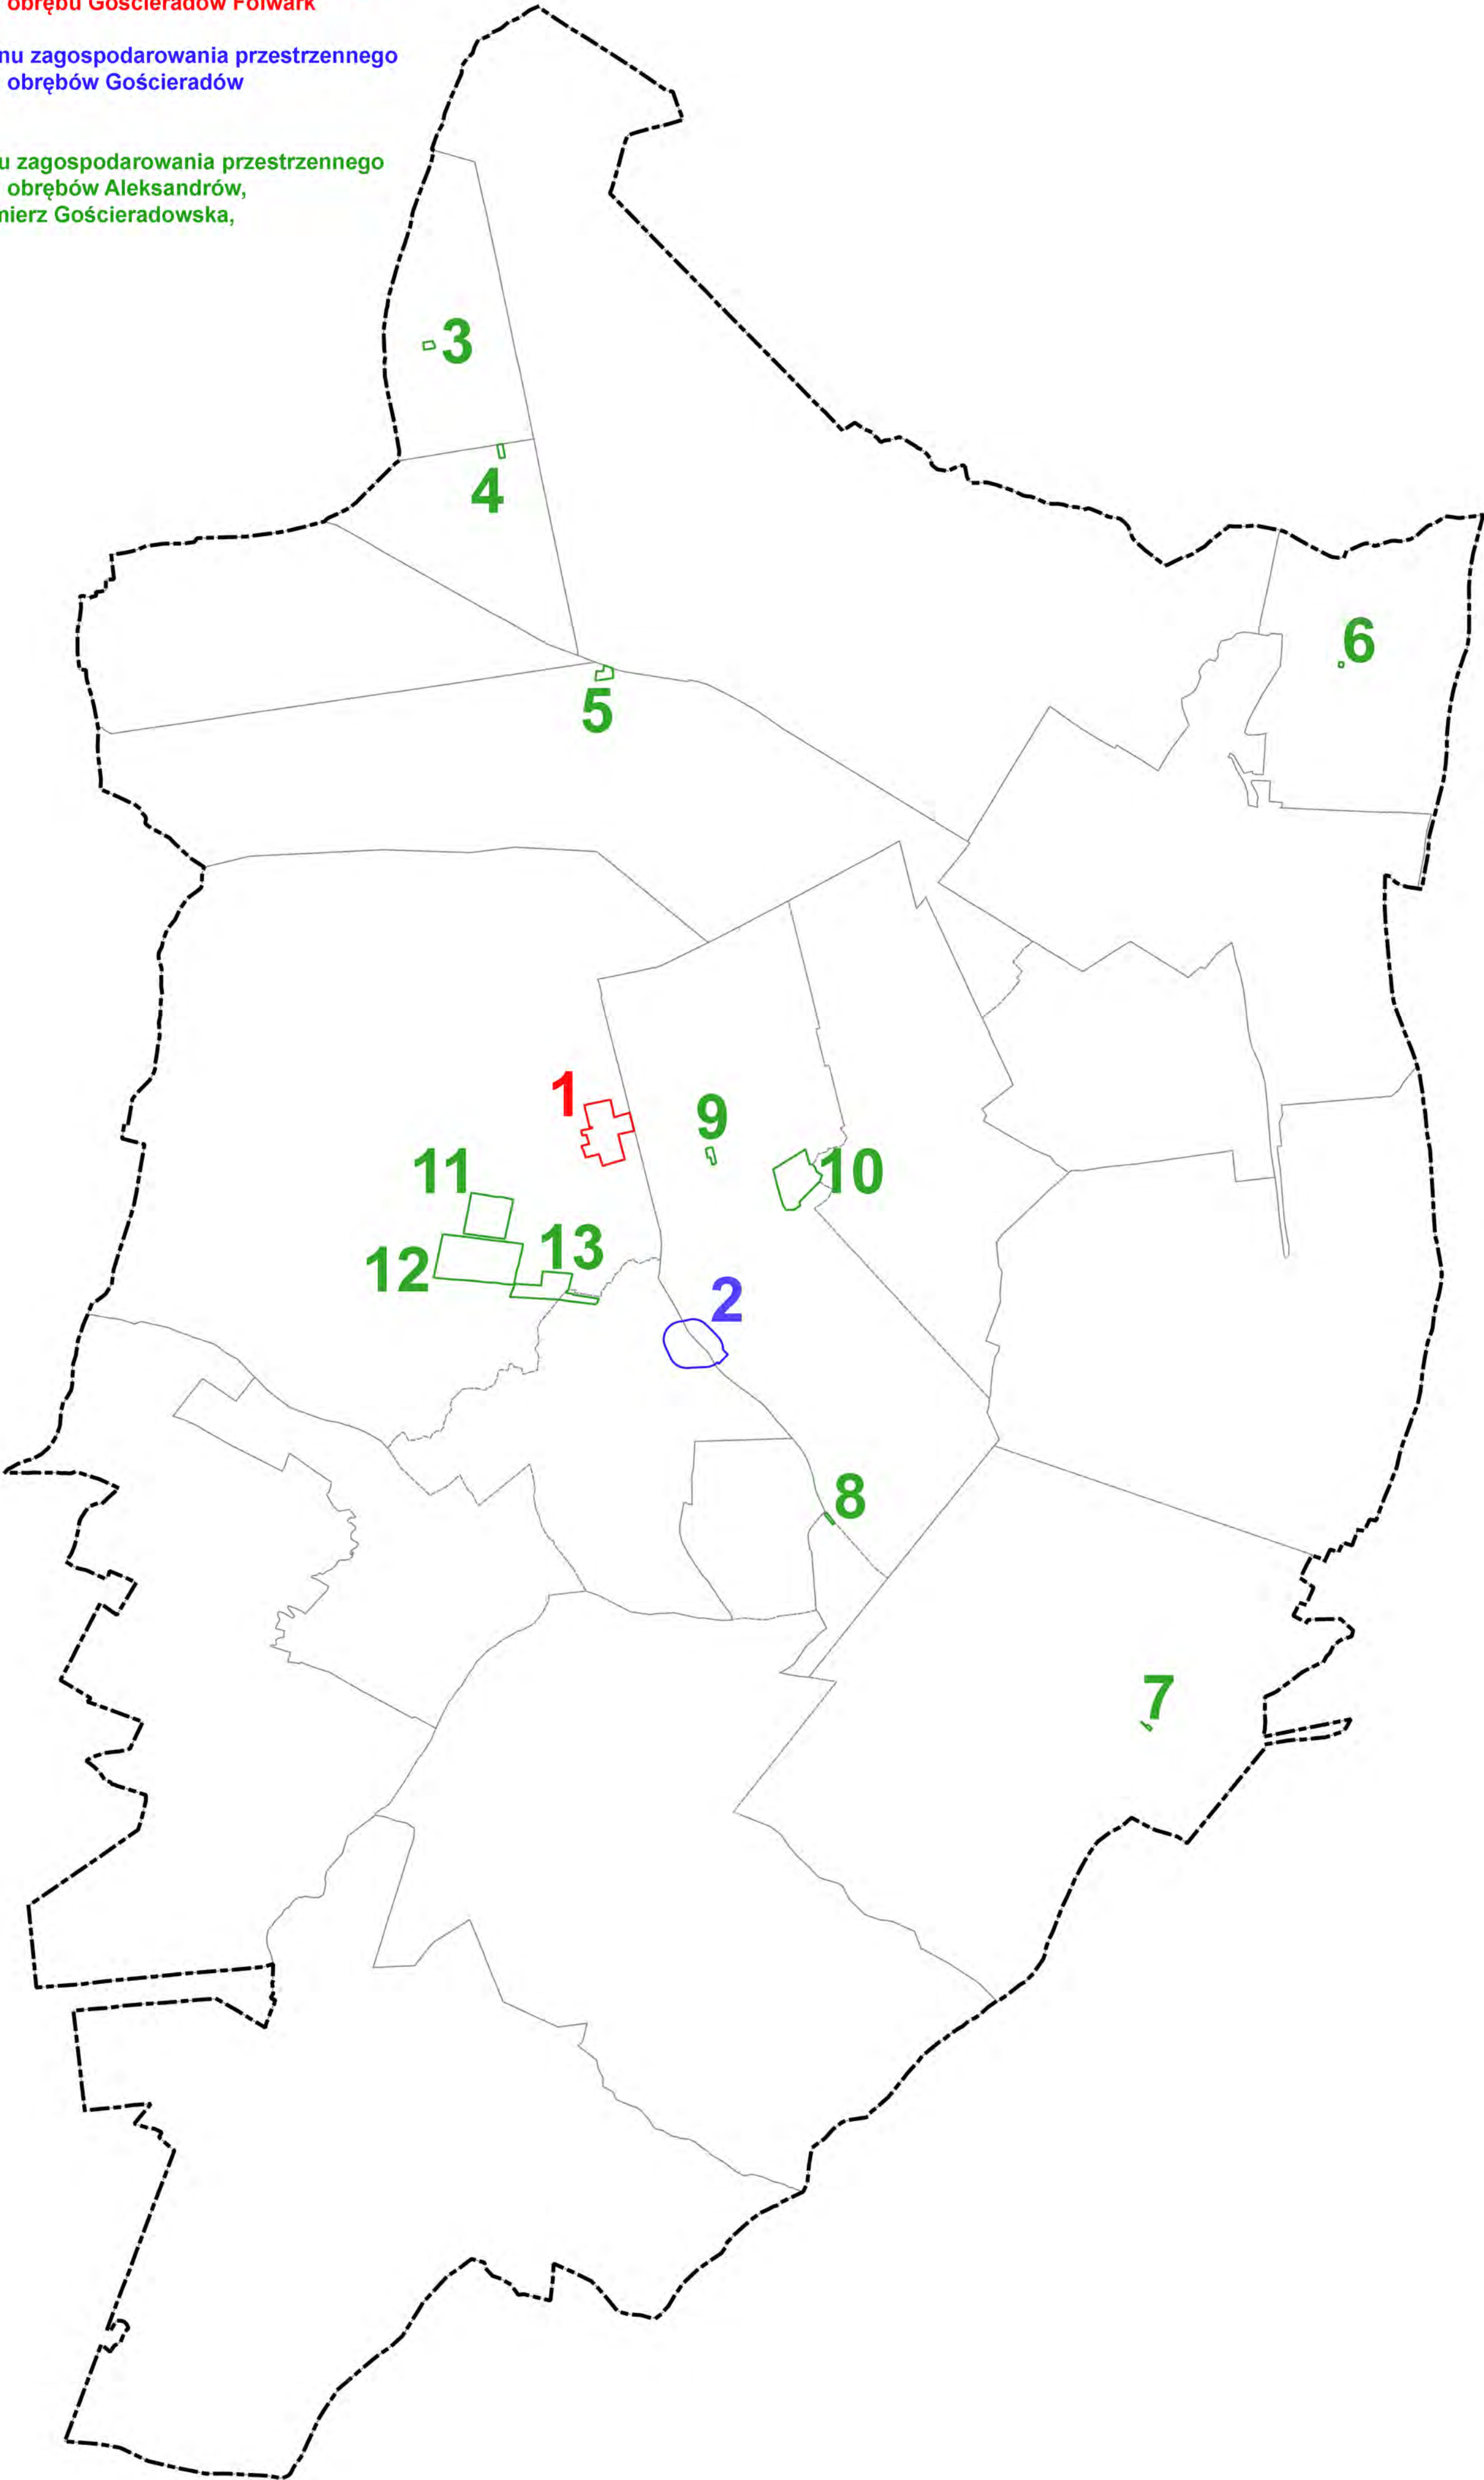 obrębu Gościeradów Folwark
nu zagospodarowania przestrzennego
obrębów Gościeradów
u zagospodarowania przestrzennego
obrębów Aleksandrów,
mierz Gościeradowska,
3
4
6
5
1
9
11
10
13
12
2
8
7